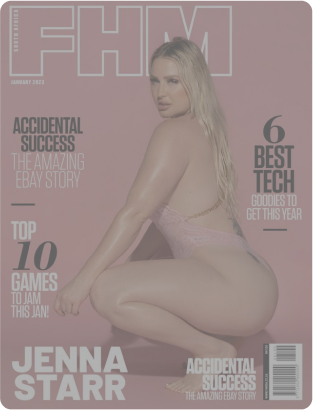 SOUTH AFRICA
FHM
JANUARY 2023
ACCIDENTAL
SUCCESS
THE AMAZING
EBAY STORY
6
BEST
TECH
GOODIES TO
GET THIS YEAR
TOP
10
GAMES
TO JAM
THIS JAN!
JENNA
STARR
ACCIDENTAL
SUCCESS
THE AMAZING EBAY STORY